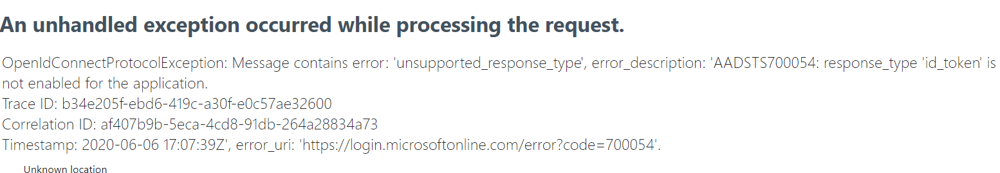 An unhandled exception occurred while processing the request.
OpenIdConnectProtocolException: Message contains error: 'unsupported_response_type', error_description: 'AADSTS700054: response_type 'id_token' is
not enabled for the application.
Trace ID: b34e205f-ebd6-419c-a30f-e0c57ae32600
Correlation ID: af407b9b-5eca-4cd8-91db-264a28834a73
Timestamp: 2020-06-06 17:07:39Z', error_uri: 'https://login.microsoftonline.com/error?code=700054'.
Unknown location